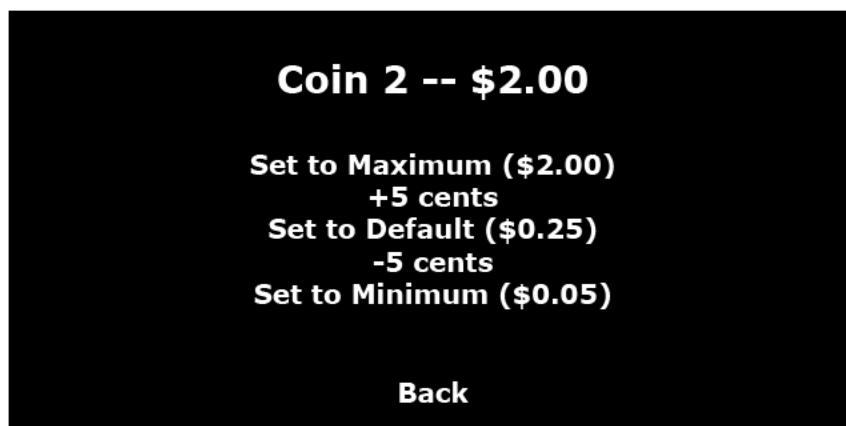 Coin 2 -- $2.00
Set to Maximum ($2.00)
+5 cents
Set to Default ($0.25)
-5 cents
Set to Minimum ($0.05)
Back